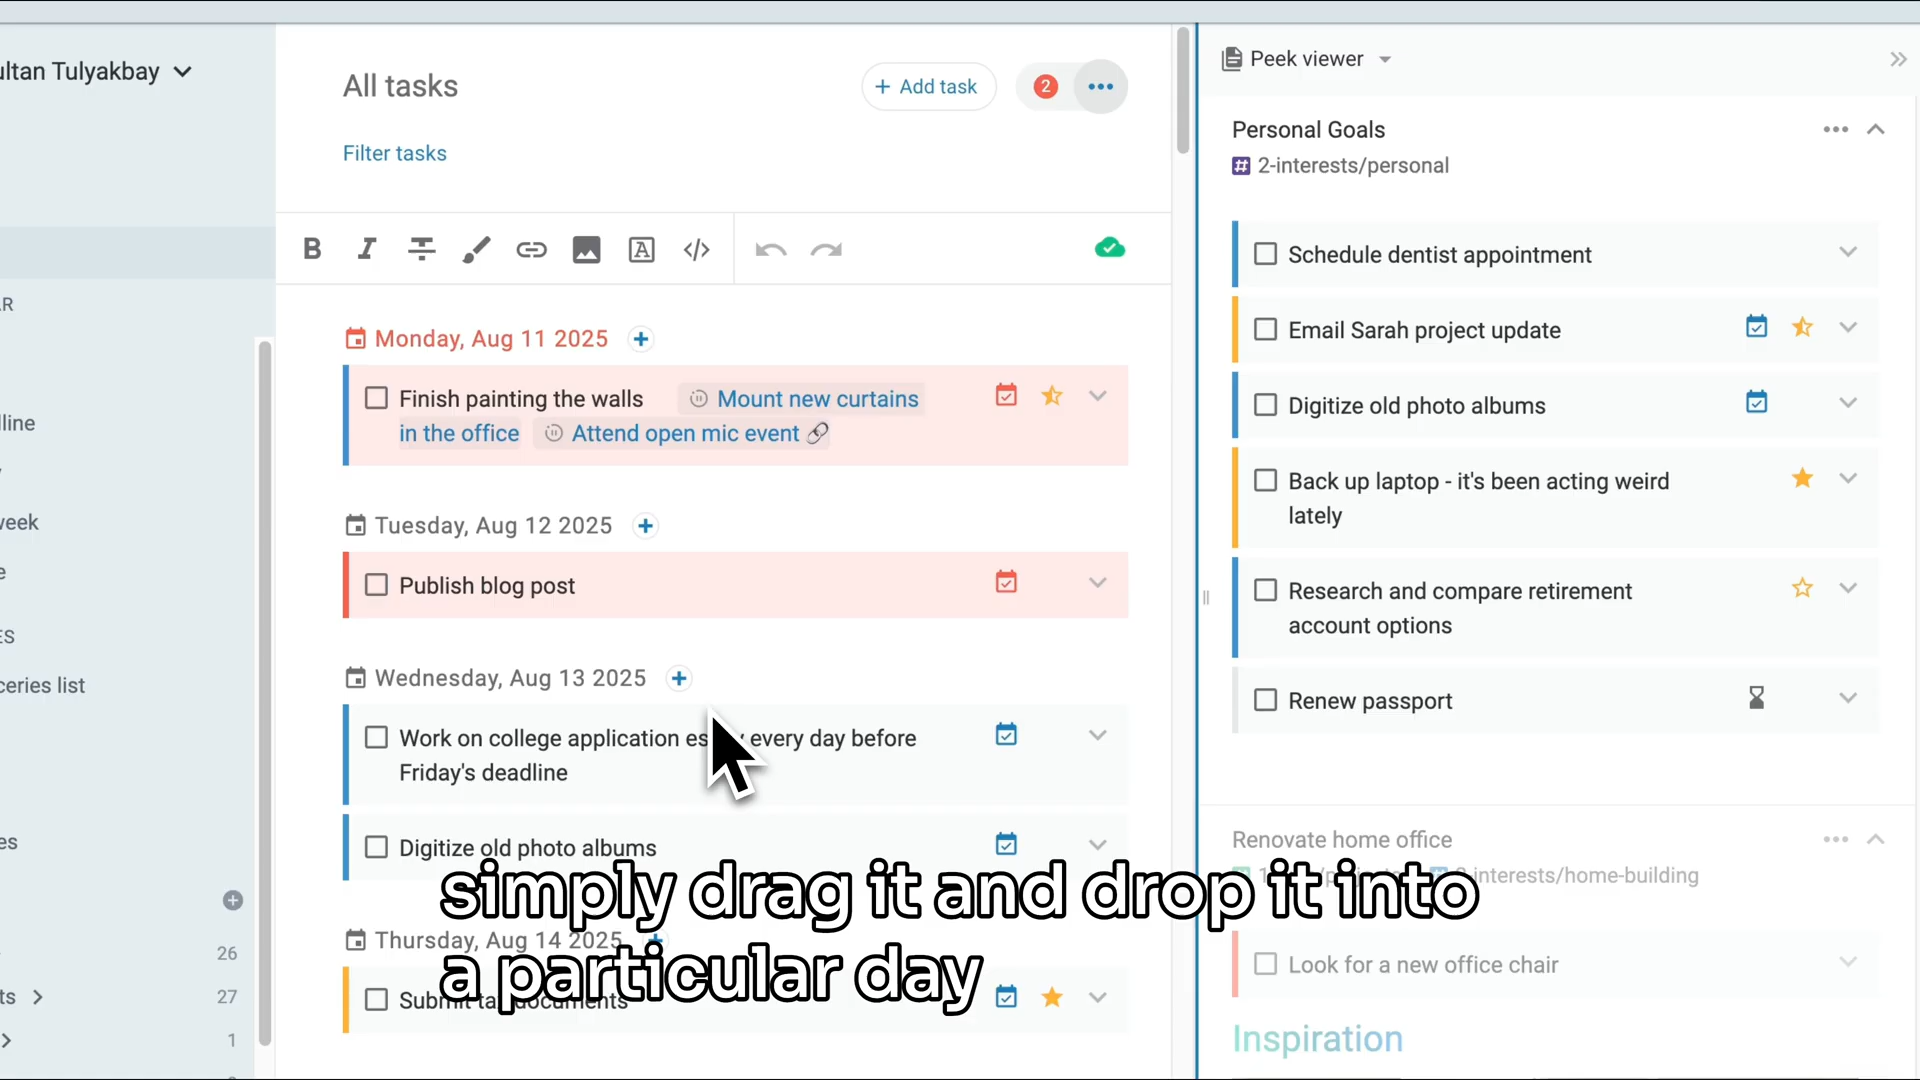 ultan Tulyakbay
AR
line
week
e
ES
ceries list
es
26
ts
27
1
All tasks
+ Add task
2
Filter tasks
Monday, Aug 11 2025
Finish painting the walls Mount new curtains
in the office Attend open mic event
Tuesday, Aug 12 2025
Publish blog post
Wednesday, Aug 13 2025
Work on college application every day before
Friday's deadline
Digitize old photo albums
Thursday, Aug 14 2025
Submit documents
simply drag it and drop it into
a particular day
Peek viewer
Personal Goals
2-interests/personal
Schedule dentist appointment
Email Sarah project update
Digitize old photo albums
Back up laptop - it's been acting weird
lately
Research and compare retirement
account options
Renew passport
Renovate home office
interests/home-building
Look for a new office chair
Inspiration